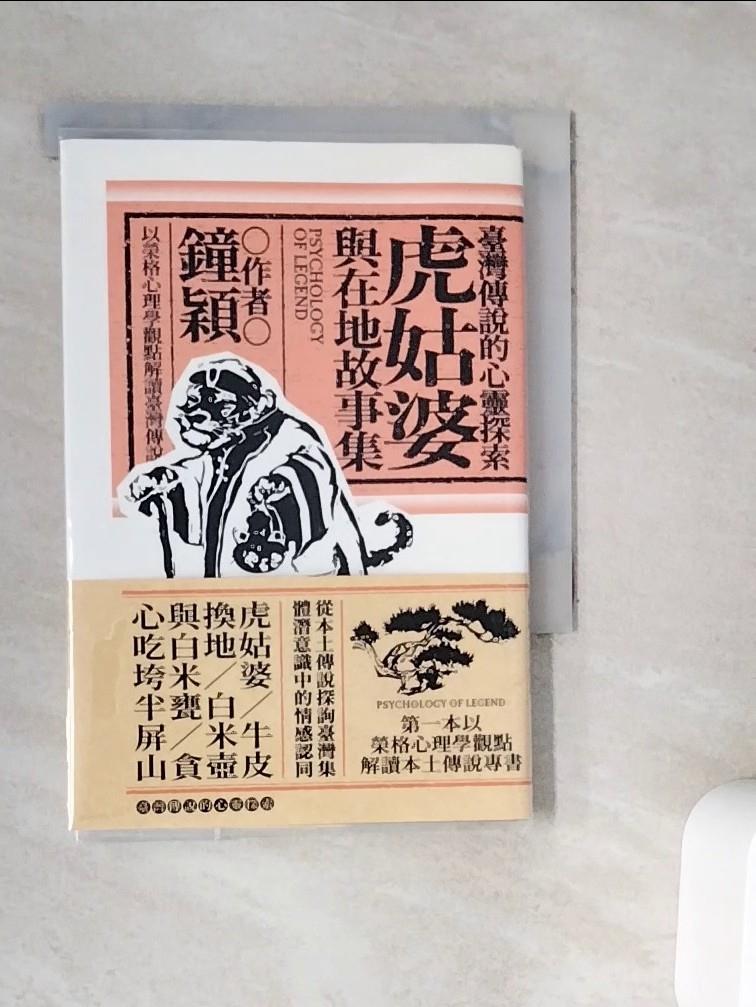 臺灣傳說的心靈探索
虎姑婆
與在地故事集
PSYCHOLOGY
OF LEGEND
○作者○
鐘穎
以榮格心理學觀點解讀臺灣傳說
PSYCHOLOGY OF LEGEND
第一本以
榮格心理學觀點
解讀本土傳說專書
從本土傳說探詢臺灣集
體潛意識中的情感認同
虎姑婆／牛皮
換地／白米壺
與白米甕／貪
心吃垮半屏山
臺灣傳說的心靈探索